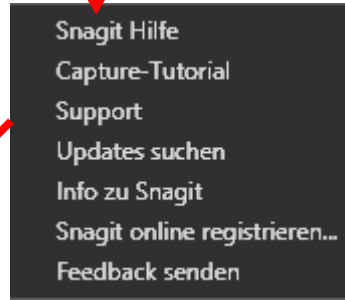 Snagit Hilfe
Capture-Tutorial
Support
Updates suchen
Info zu Snagit
Snagit online registrieren...
Feedback senden